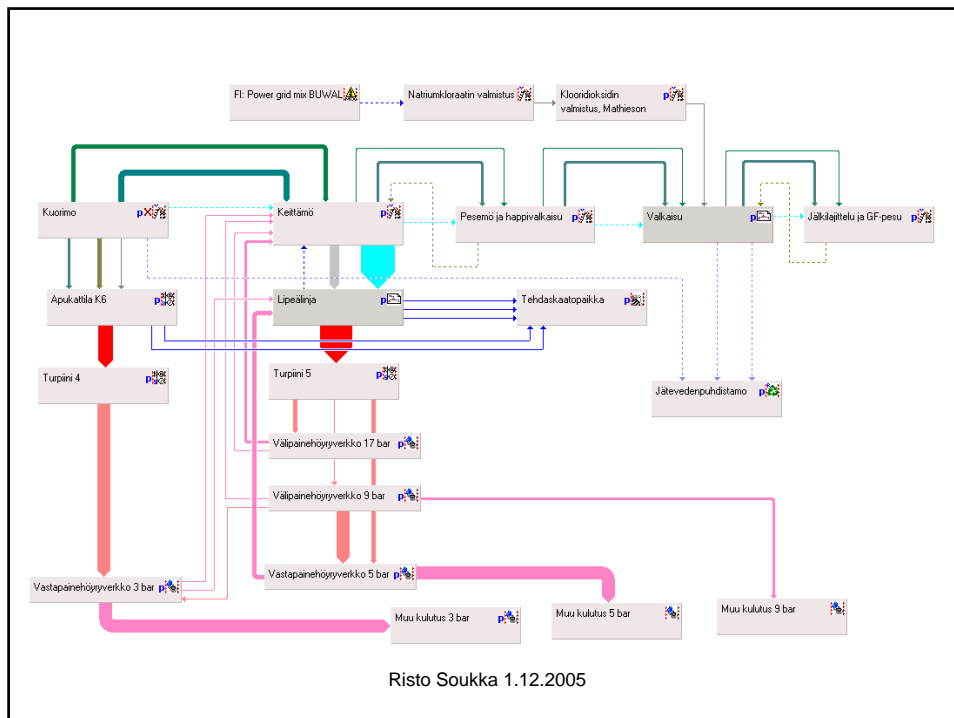 FI: Power grid mix BUWAL
Natriumkloraatin valmistus p
Klooridioksidin p
valmistus, Mathieson
Kuorimo pX
Keittämö p
Pesemö ja happivalkaisu p
Valkaisu p
Jälkilajittelu ja GF-pesu p
Apukattila K6 p
Lipeälinja p
Tehdaskaatopaikka p
Turpiini 4 p
Turpiini 5 p
Jätevedenpuhdistamo p
Välipainehöyryverkko 17 bar p
Välipainehöyryverkko 9 bar p
Vastapainehöyryverkko 3 bar p
Vastapainehöyryverkko 5 bar p
Muu kulutus 3 bar p
Muu kulutus 5 bar
Muu kulutus 9 bar
Risto Soukka 1.12.2005